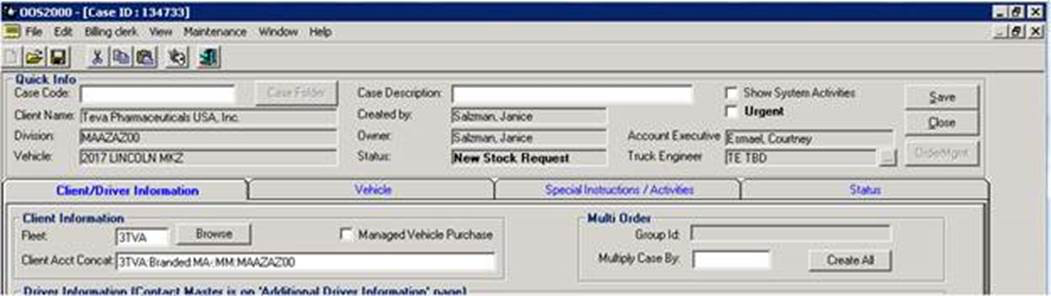 OOS2000 - [Case ID : 134733]
File Edit Billing clerk View Maintenance Window Help
Quick Info
Case Code: Case Folder Case Description: Show System Activities Save
Client Name: Teva Pharmaceuticals USA, Inc. Created by: Salzman, Janice Urgent
Division: MAAZAZ00 Owner: Salzman, Janice Account Executive Esmael, Courtney Close
Vehicle: 2017 LINCOLN MKZ Status: New Stock Request Truck Engineer TE TBD ... OrderMgmt
Client/Driver Information Vehicle Special Instructions / Activities Status
Client Information Multi Order
Fleet: 3TVA Browse Managed Vehicle Purchase Group Id:
Client Acct Concat: 3TVA:Branded MA-:MM:MAAZAZ00 Multiply Case By: Create All
Driver Information (Contact Master is on 'Additional Driver Information' page)